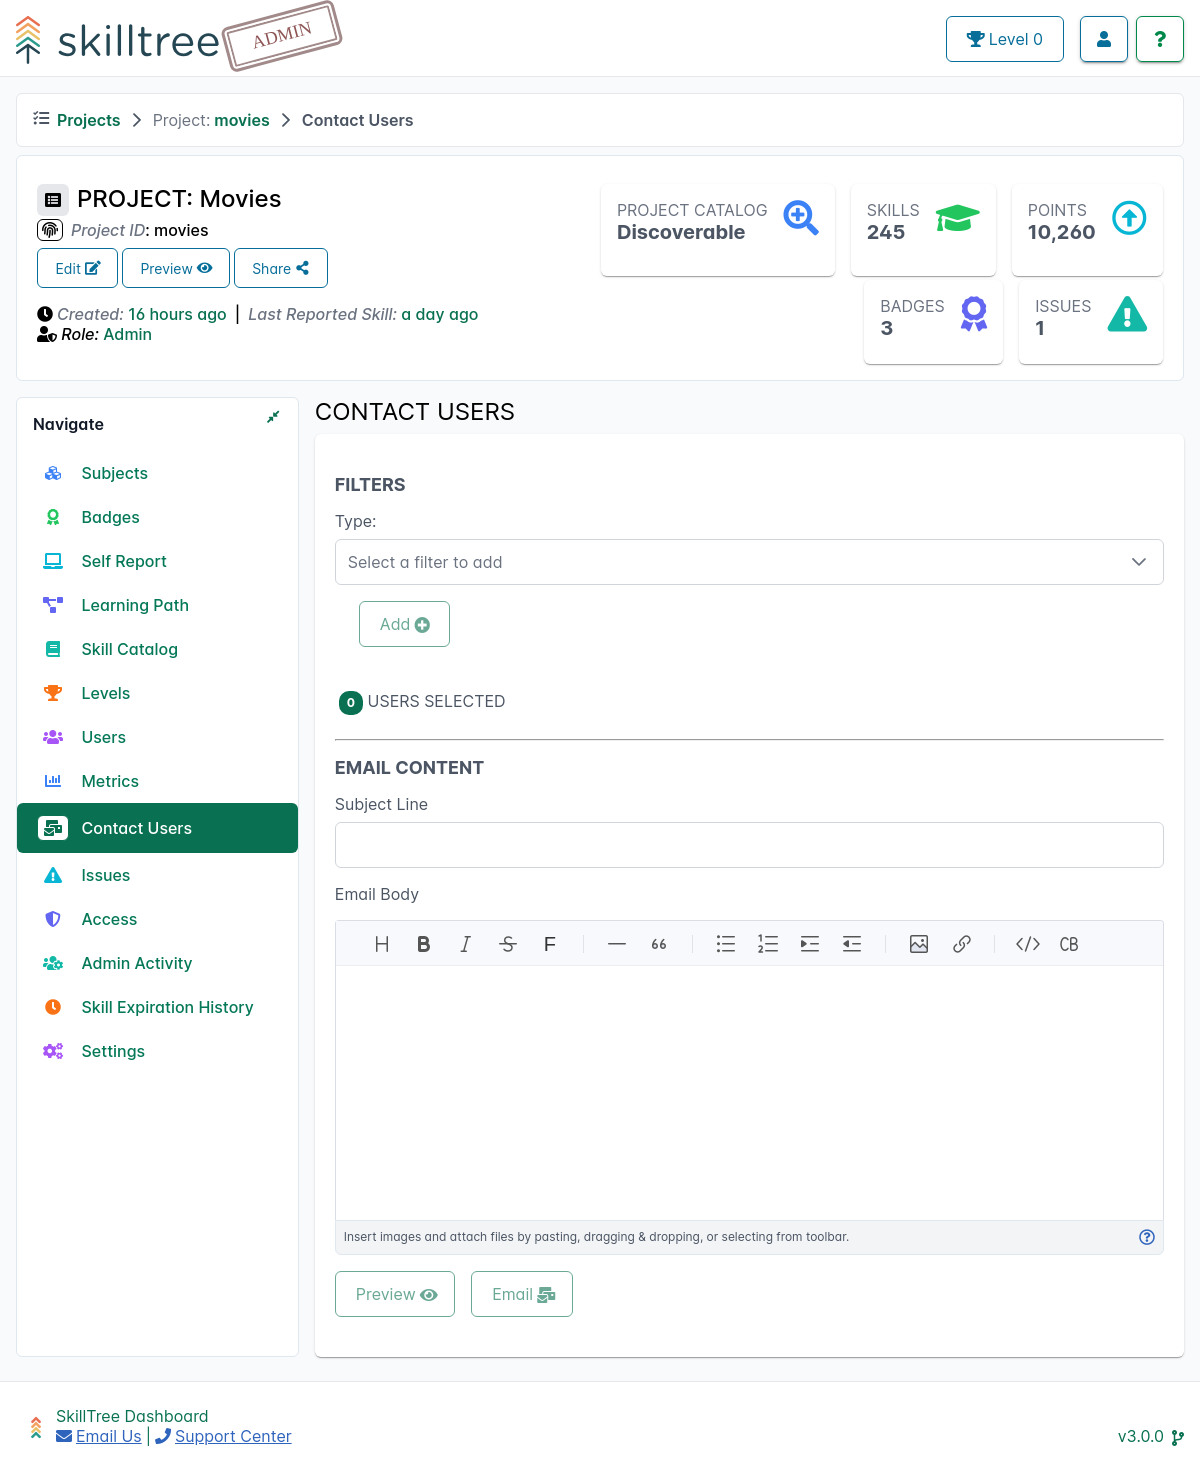 skilltree
ADMIN
Level 0
?
Projects > Project: movies > Contact Users
PROJECT: Movies
Project ID: movies
Edit
Preview
Share
Created: 16 hours ago | Last Reported Skill: a day ago
Role: Admin
PROJECT CATALOG
Discoverable
SKILLS
245
POINTS
10,260
BADGES
3
ISSUES
1
Navigate
Subjects
Badges
Self Report
Learning Path
Skill Catalog
Levels
Users
Metrics
Contact Users
Issues
Access
Admin Activity
Skill Expiration History
Settings
CONTACT USERS
FILTERS
Type:
Select a filter to add
Add
0 USERS SELECTED
EMAIL CONTENT
Subject Line
Email Body
H B I S F — 66 </> CB
Insert images and attach files by pasting, dragging & dropping, or selecting from toolbar.
Preview
Email
SkillTree Dashboard
Email Us | Support Center
v3.0.0